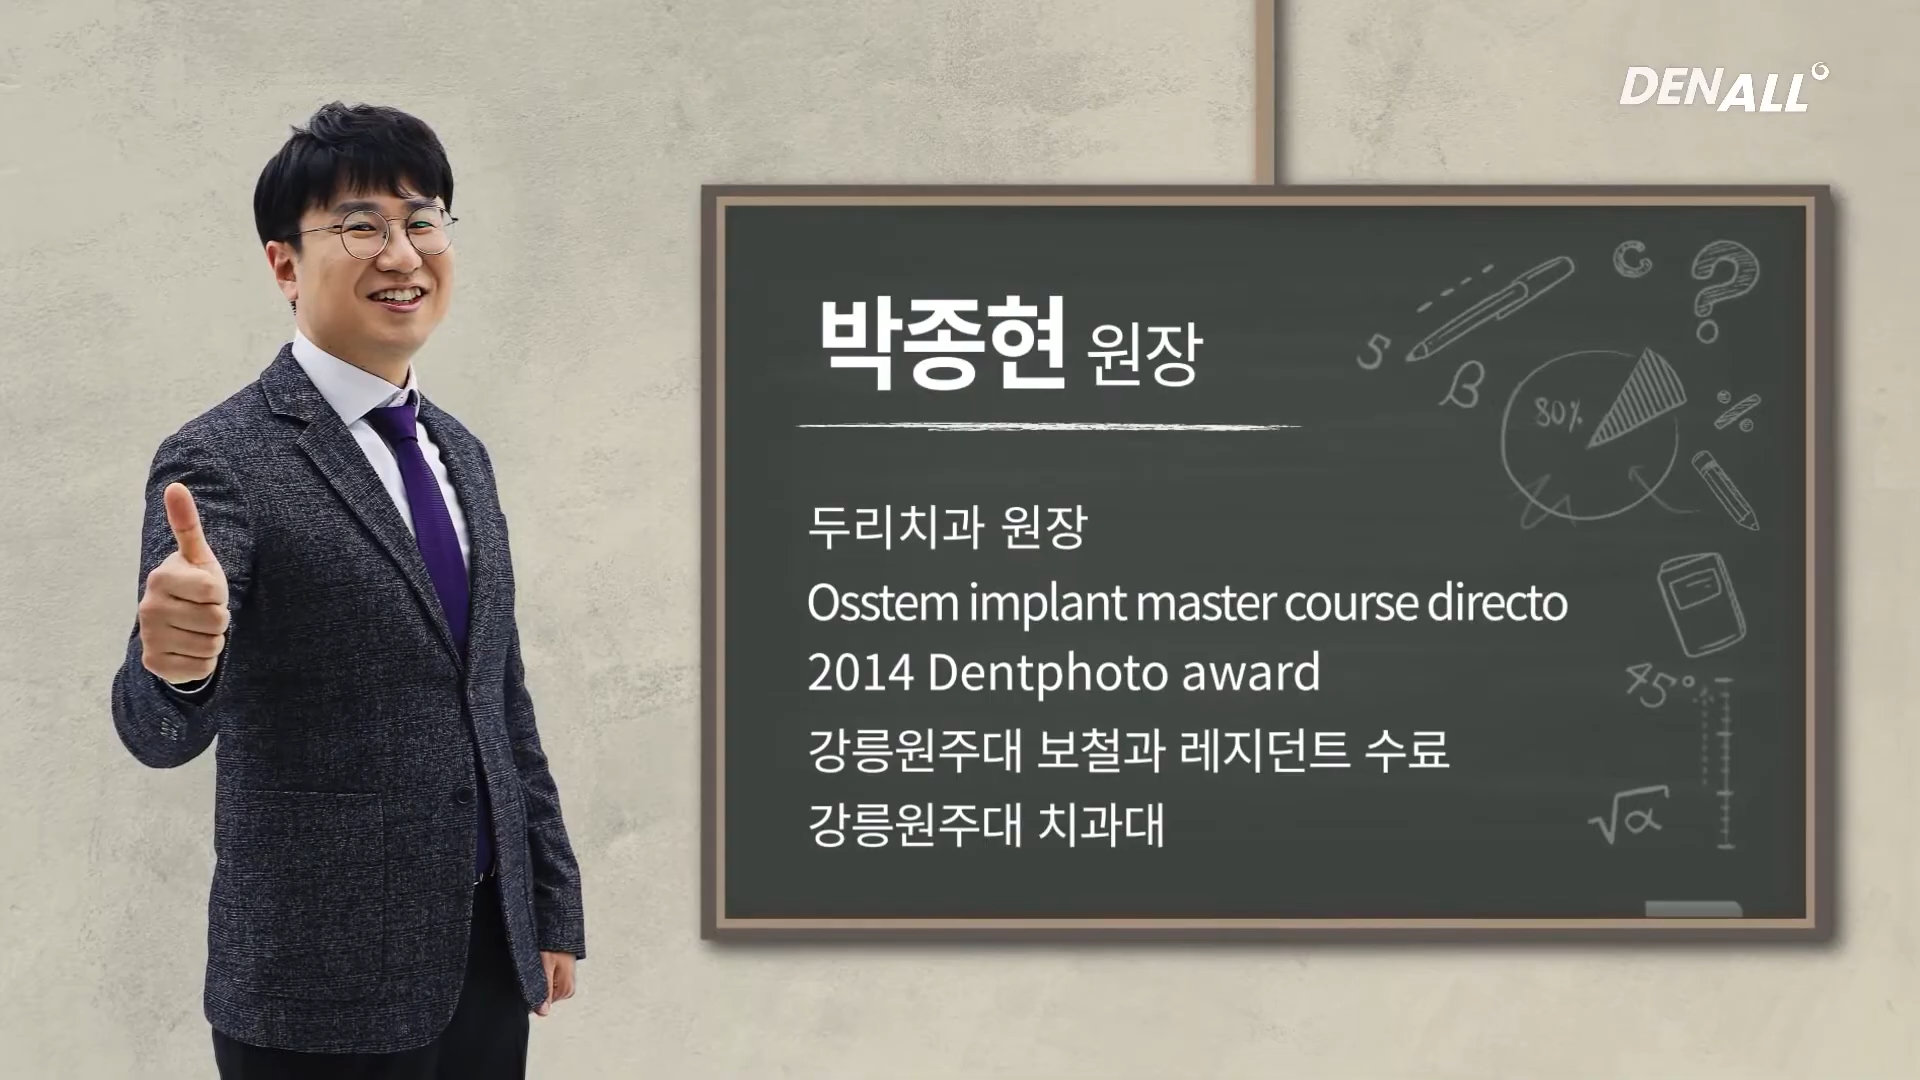 DENALL
박종현 원장
두리치과 원장
Osstem implant master course directo
2014 Dentphoto award
강릉원주대 보철과 레지던트 수료
강릉원주대 치과대
5
B
C
?
80%
%
45°
√α